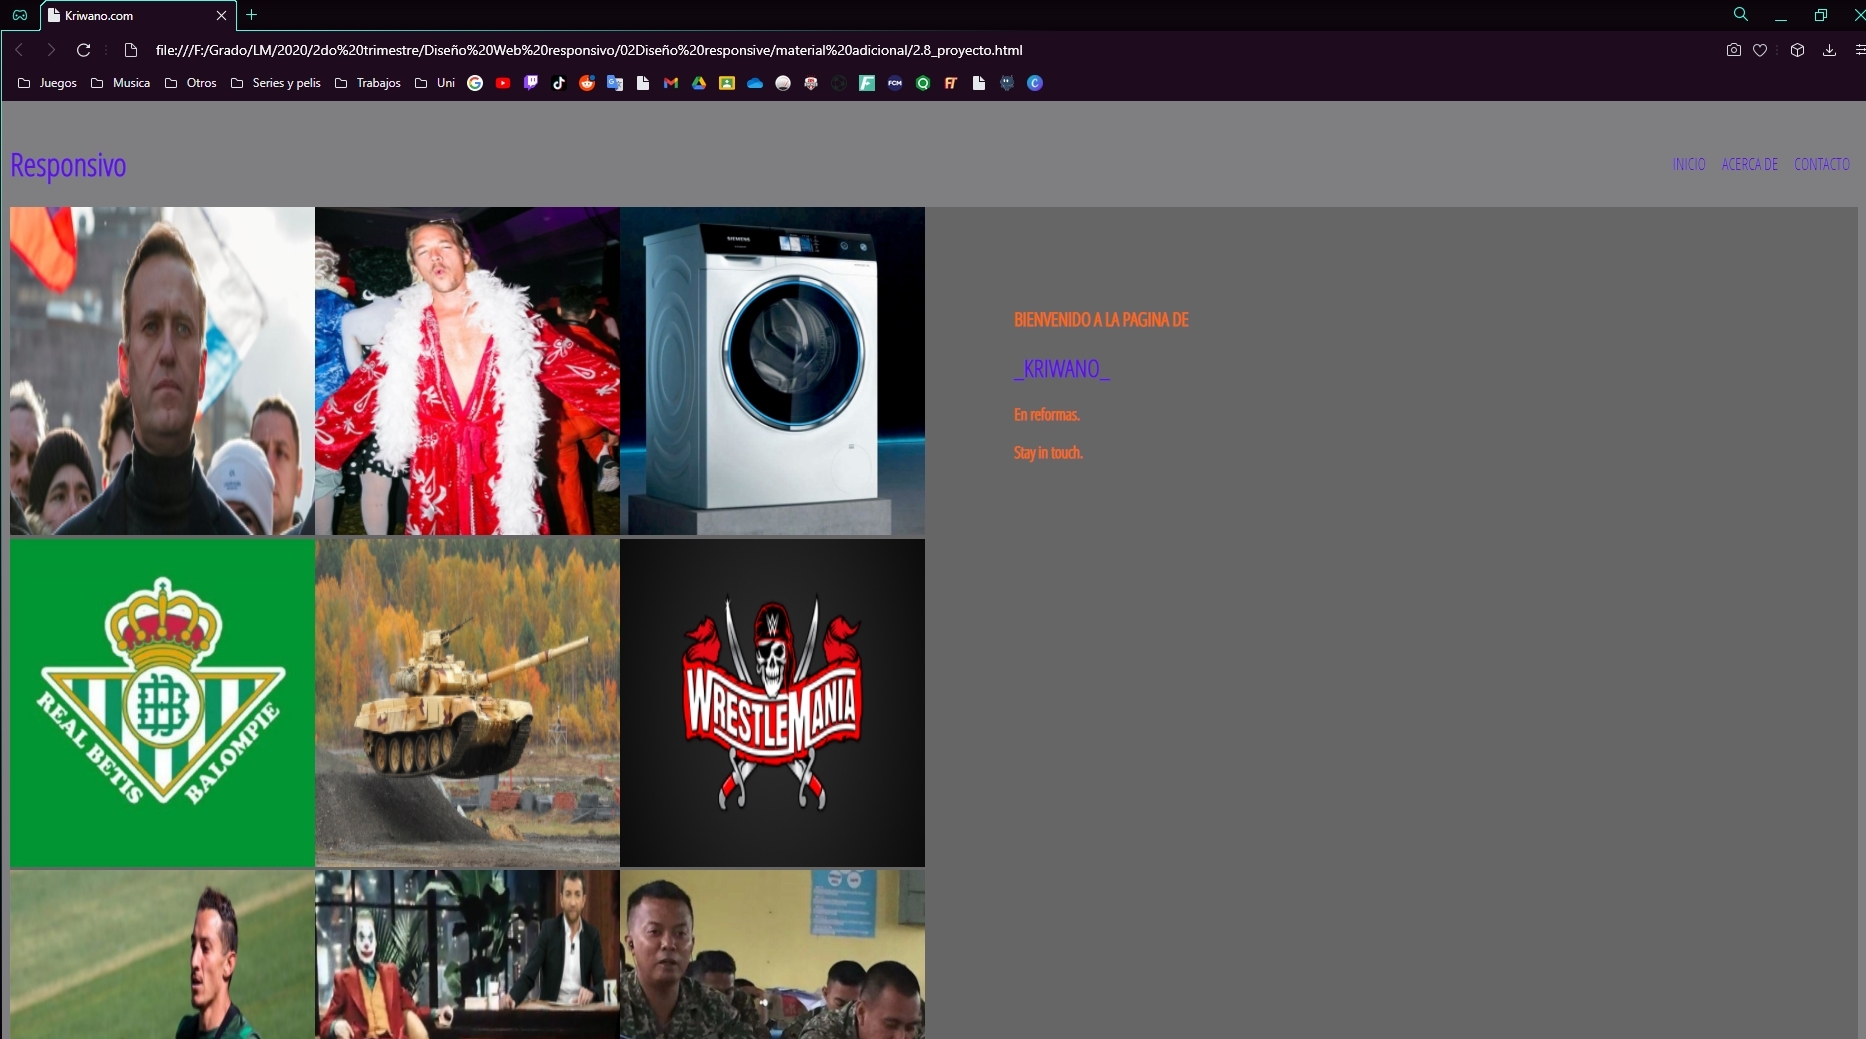 Kriwano.com
file:///F:/Grado/LM/2020/2do%20trimestre/Diseño%20Web%20responsivo/02Diseño%20responsive/material%20adicional/2.8_proyecto.html
Juegos Musica Otros Series y pelis Trabajos Uni
FCM
Responsivo INICIO ACERCA DE CONTACTO
SIEMENS
BIENVENIDO A LA PAGINA DE
_KRIWANO_
En reformas.
Stay in touch.
REAL BETIS BALOMPIE
W
WRESTLEMANIA